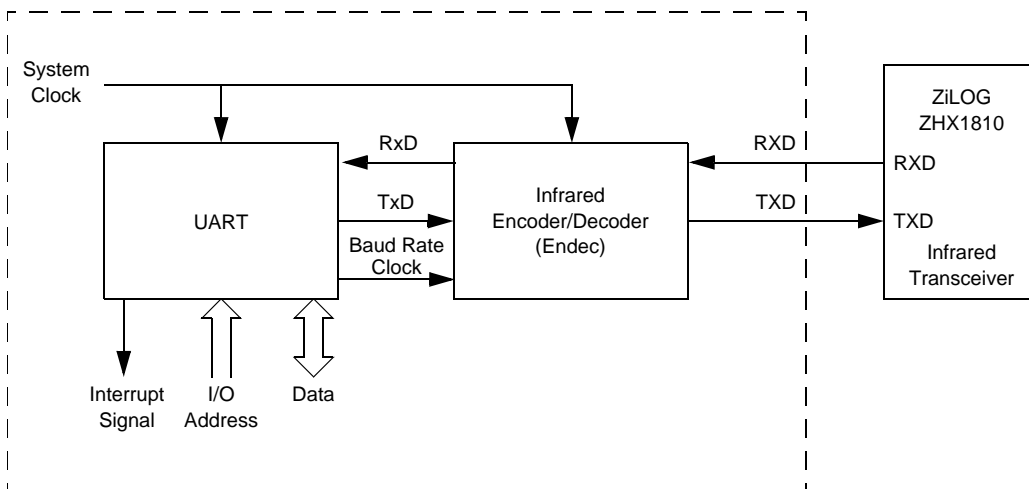 System
Clock
ZiLOG
ZHX1810
RxD
RXD
RXD
UART
TxD
Infrared
Encoder/Decoder
(Endec)
TXD
TXD
Baud Rate
Clock
Infrared
Transceiver
Interrupt
Signal
I/O
Address
Data